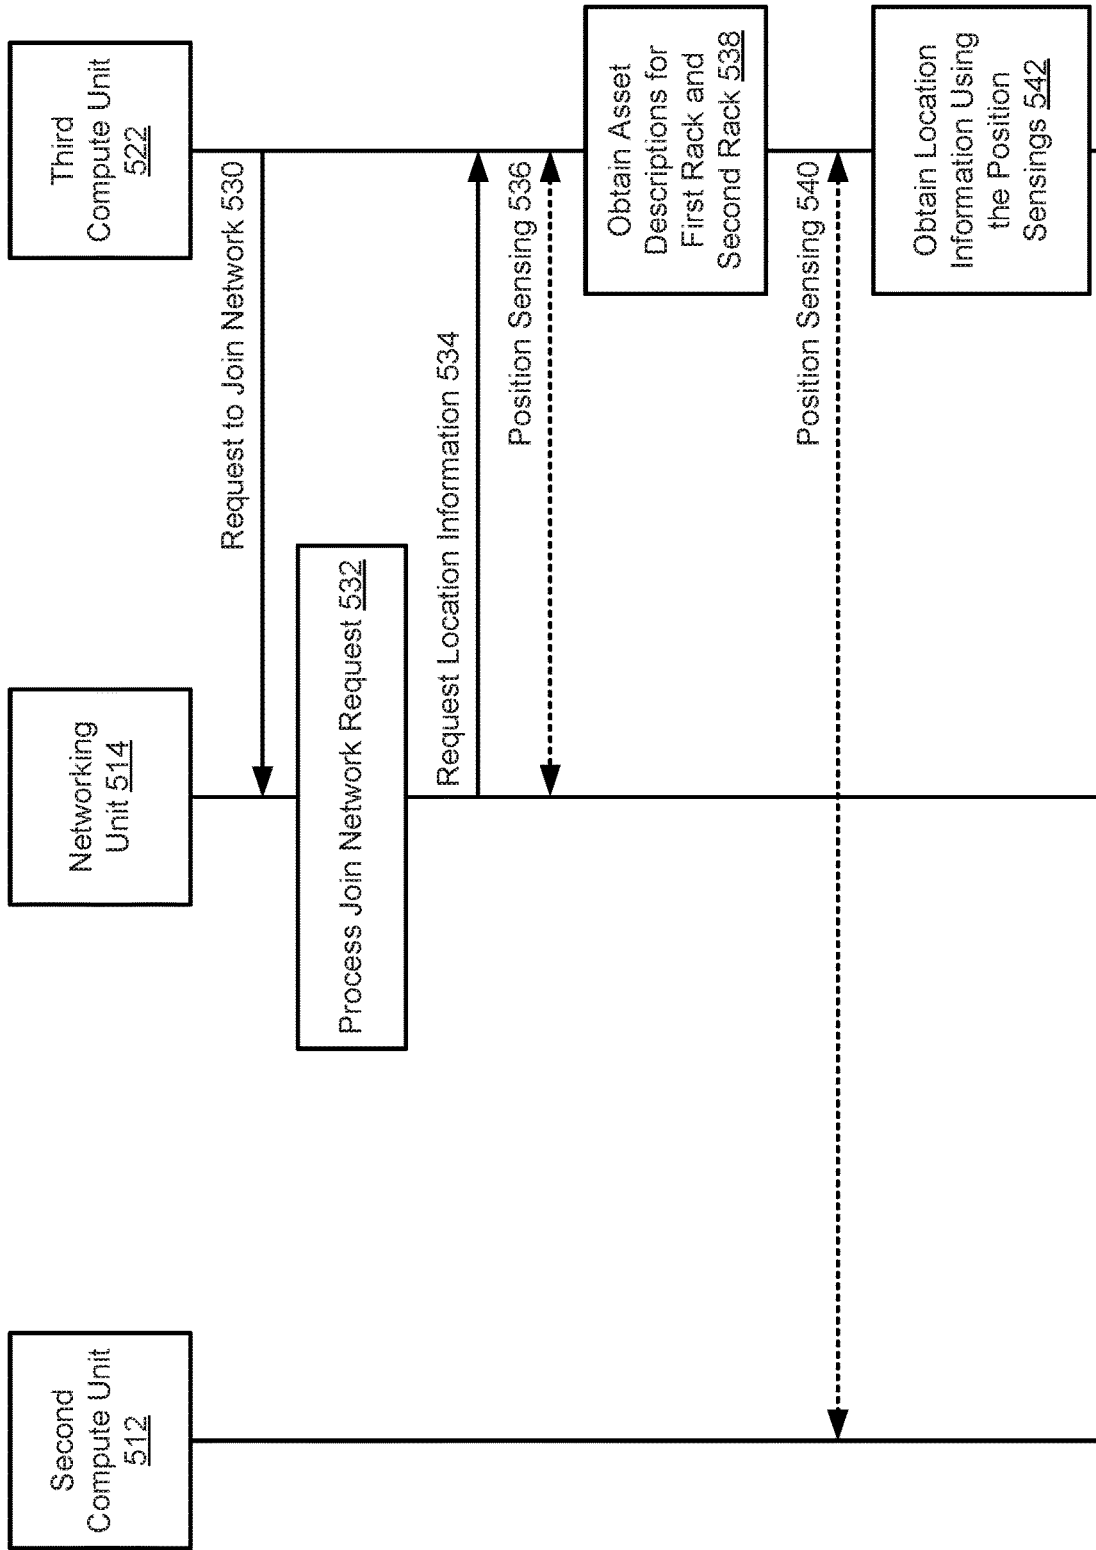 Second
Compute Unit
512
Networking
Unit 514
Third
Compute Unit
522
Request to Join Network 530
Process Join Network Request 532
Request Location Information 534
Position Sensing 536
Obtain Asset
Descriptions for
First Rack and
Second Rack 538
Position Sensing 540
Obtain Location
Information Using
the Position
Sensings 542